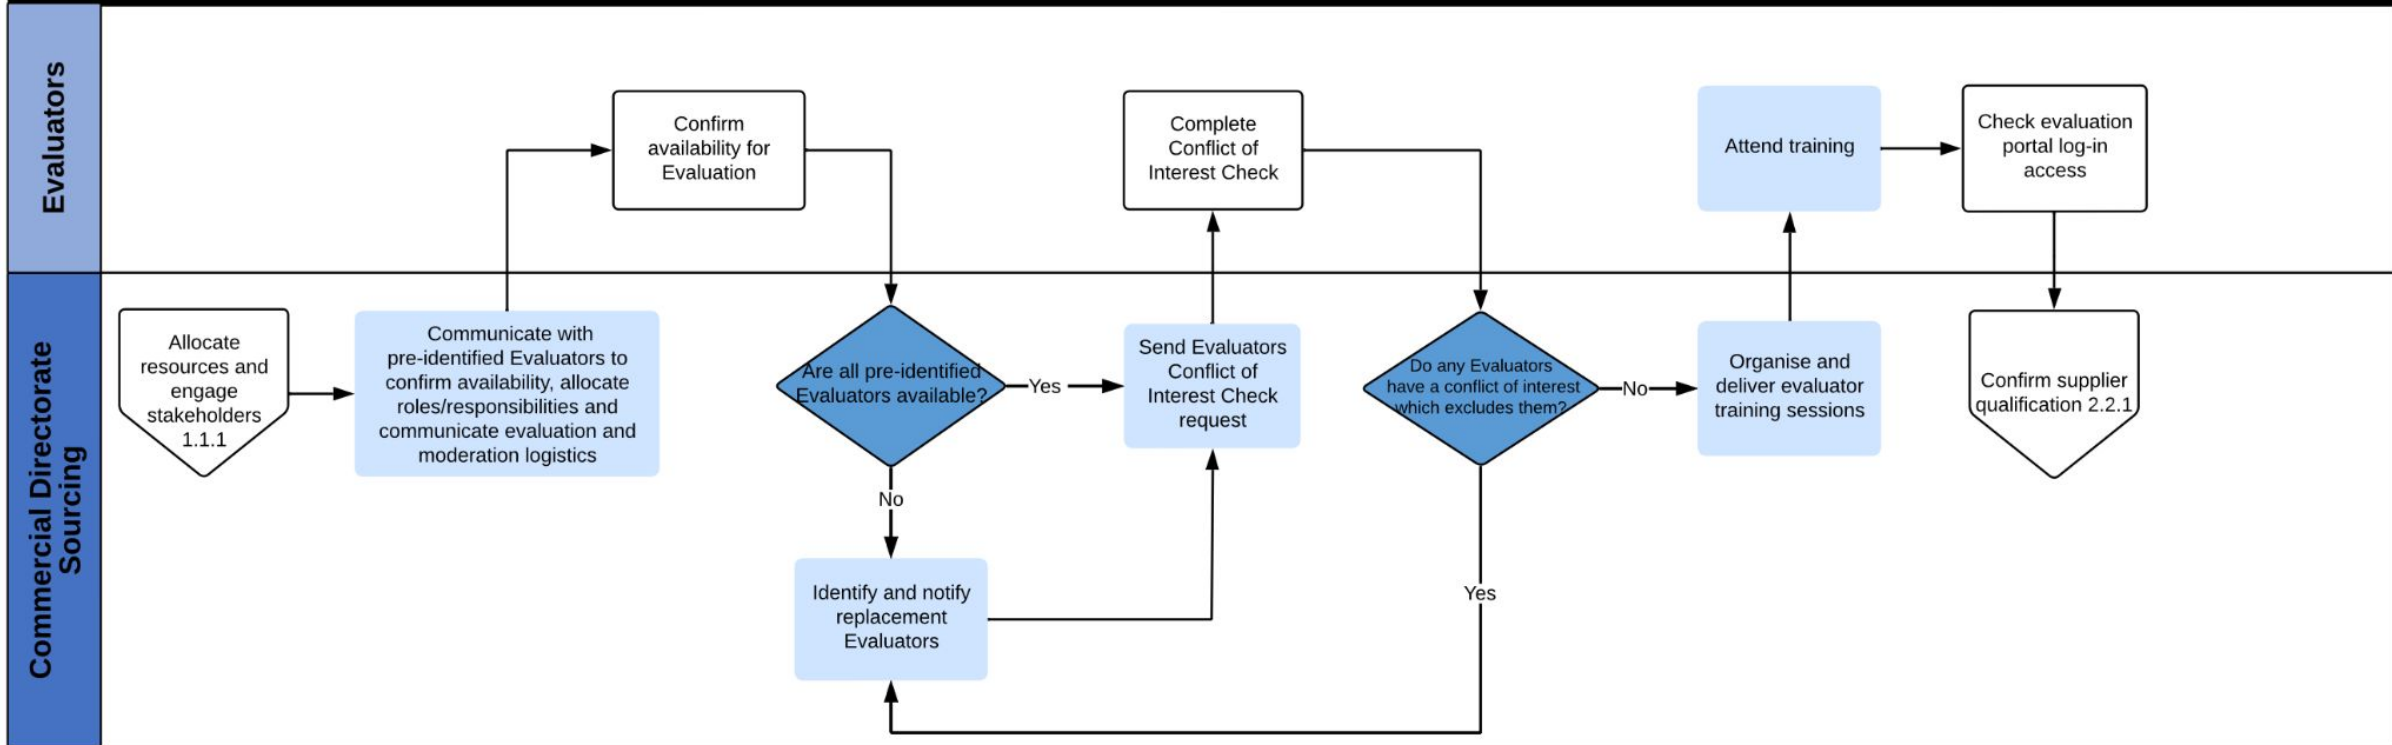 Evaluators
Confirm
availability for
Evaluation
Complete
Conflict of
Interest Check
Attend training
Check evaluation
portal log-in
access
Commercial Directorate
Sourcing
Allocate
resources and
engage
stakeholders
1.1.1
Communicate with
pre-identified Evaluators to
confirm availability, allocate
roles/responsibilities and
communicate evaluation and
moderation logistics
Are all pre-identified
Evaluators available?
Yes
No
Identify and notify
replacement
Evaluators
Send Evaluators
Conflict of
Interest Check
request
Do any Evaluators
have a conflict of interest
which excludes them?
No
Yes
Organise and
deliver evaluator
training sessions
Confirm supplier
qualification 2.2.1